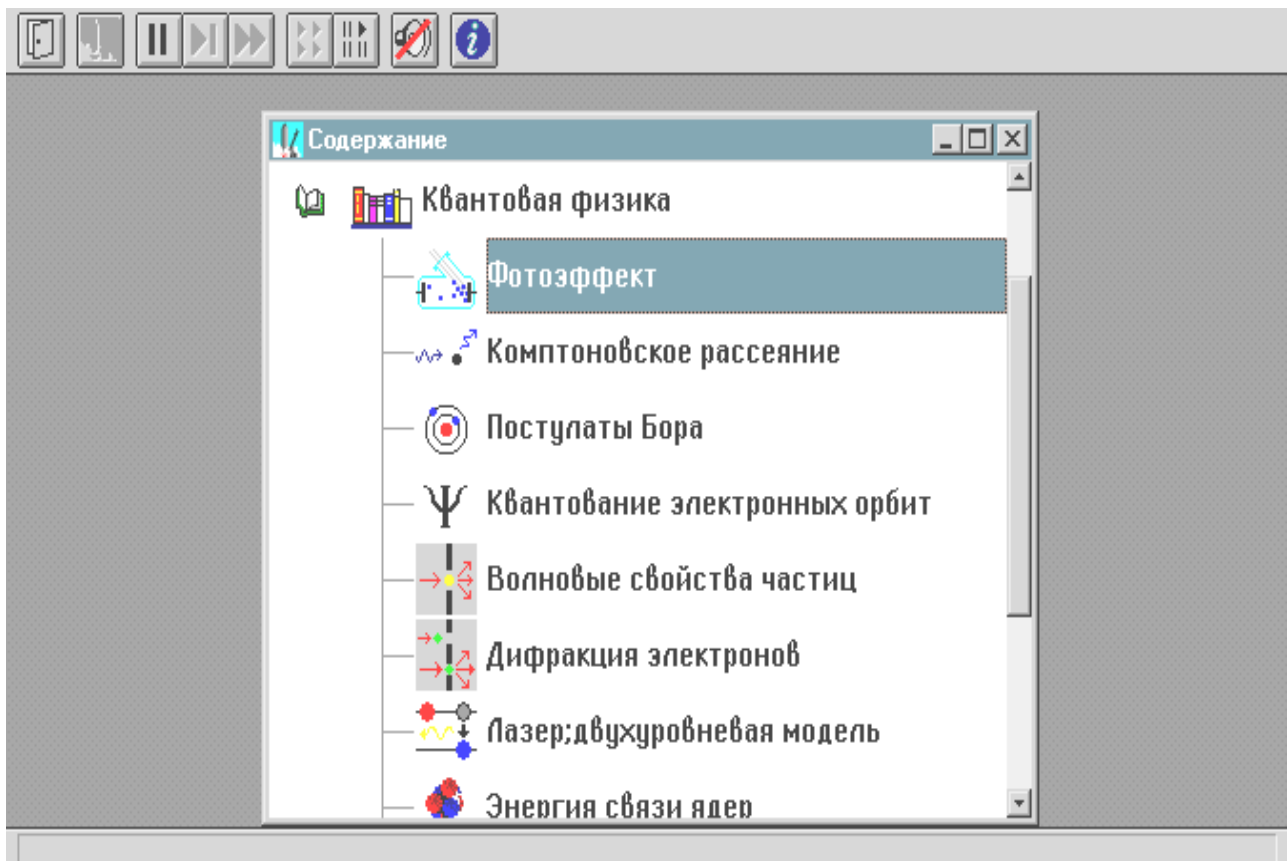 Содержание
Квантовая физика
Фотоэффект
Комптоновское рассеяние
Постулаты Бора
Квантование электронных орбит
Волновые свойства частиц
Дифракция электронов
Лазер;двухуровневая модель
Энергия связи ядер